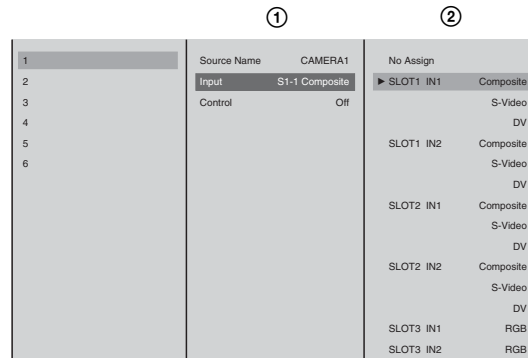 ① ②
1 Source Name CAMERA1 No Assign
2 Input S1-1 Composite ► SLOT1 IN1 Composite
3 Control Off S-Video
4 DV
5 SLOT1 IN2 Composite
6 S-Video
DV
SLOT2 IN1 Composite
S-Video
DV
SLOT2 IN2 Composite
S-Video
DV
SLOT3 IN1 RGB
SLOT3 IN2 RGB